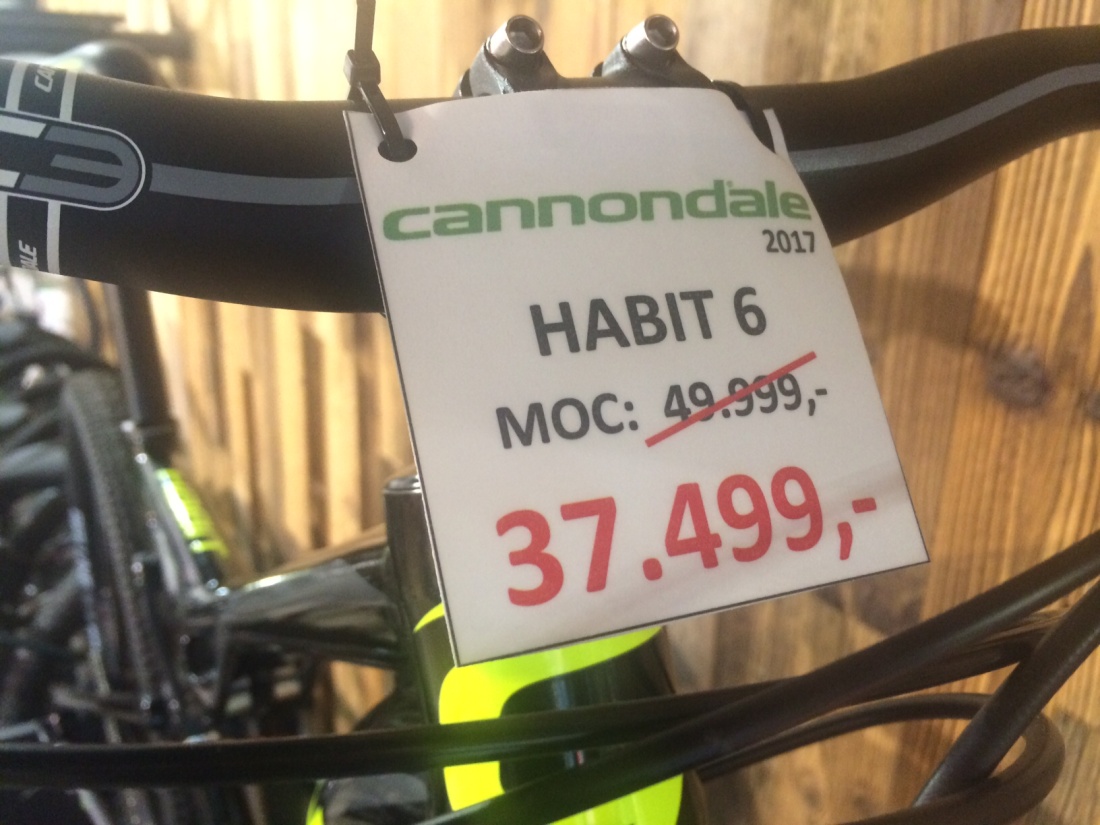 cannondale
2017
HABIT 6
MOC: 49.999,-
37.499,-